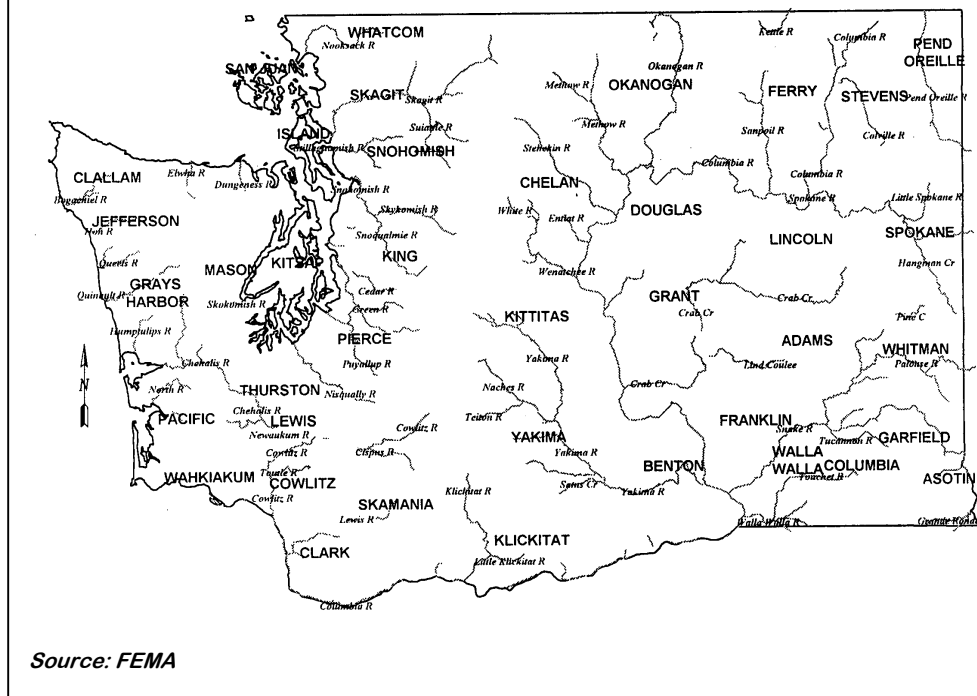 WHATCOM
Nooksack R
Kettle R
Columbia R
PEND
OREILLE
SAN JUAN
Okanogan R
OKANOGAN
Methow R
FERRY
STEVENS
Pend Oreille R
SKAGIT
Skagit R
ISLAND
Suiattle R
Methow R
Sanpoil R
Colville R
Stillaguamish R
SNOHOMISH
Stehekin R
Columbia R
CLALLAM
Elwha R
Dungeness R
Snohomish R
CHELAN
Columbia R
Bogachiel R
Spokane R
Little Spokane R
JEFFERSON
Skykomish R
White R
Entiat R
DOUGLAS
Hoh R
Snoqualmie R
LINCOLN
SPOKANE
Queets R
MASON
KITSAP
KING
Wenatchee R
Hangman Cr
GRAYS
HARBOR
Quinault R
Skokomish R
Cedar R
Green R
GRANT
Crab Cr
Crab Cr
KITTITAS
Pine C
Humptulips R
PIERCE
ADAMS
WHITMAN
N
Chehalis R
Puyallup R
Yakima R
Lind Coulee
Palouse R
North R
THURSTON
Nisqually R
Naches R
Crab Cr
PACIFIC
Chehalis R
LEWIS
Teiton R
FRANKLIN
Snake R
Newaukum R
Cowlitz R
YAKIMA
Tucannon R
GARFIELD
Cowlitz R
Cispus R
Yakima R
WALLA
WALLA
COLUMBIA
WAHKIAKUM
Toutle R
COWLITZ
BENTON
Touchet R
ASOTIN
Cowlitz R
SKAMANIA
Klickitat R
Satus Cr
Yakima R
Lewis R
Walla Walla R
Grande Ronde
CLARK
KLICKITAT
Little Klickitat R
Columbia R
Source: FEMA